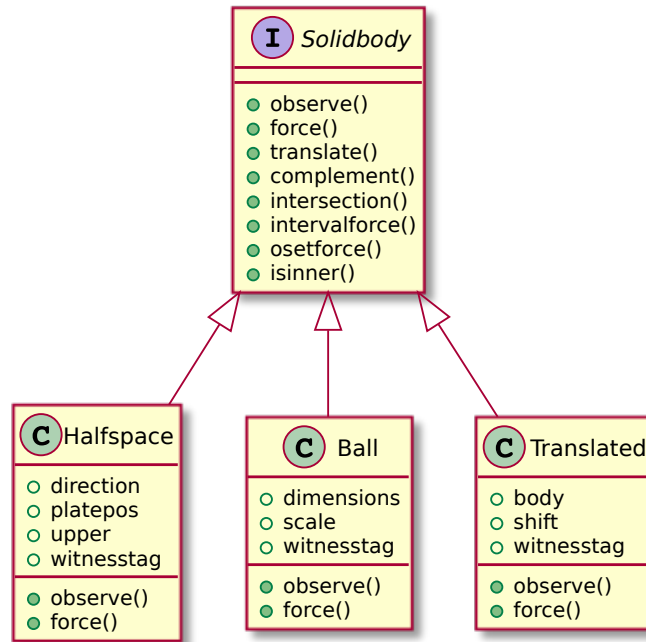 I Solidbody
observe()
force()
translate()
complement()
intersection()
intervalforce()
osetforce()
isinner()
C Halfspace
direction
platepos
upper
witnesstag
observe()
force()
C Ball
dimensions
scale
witnesstag
observe()
force()
C Translated
body
shift
witnesstag
observe()
force()